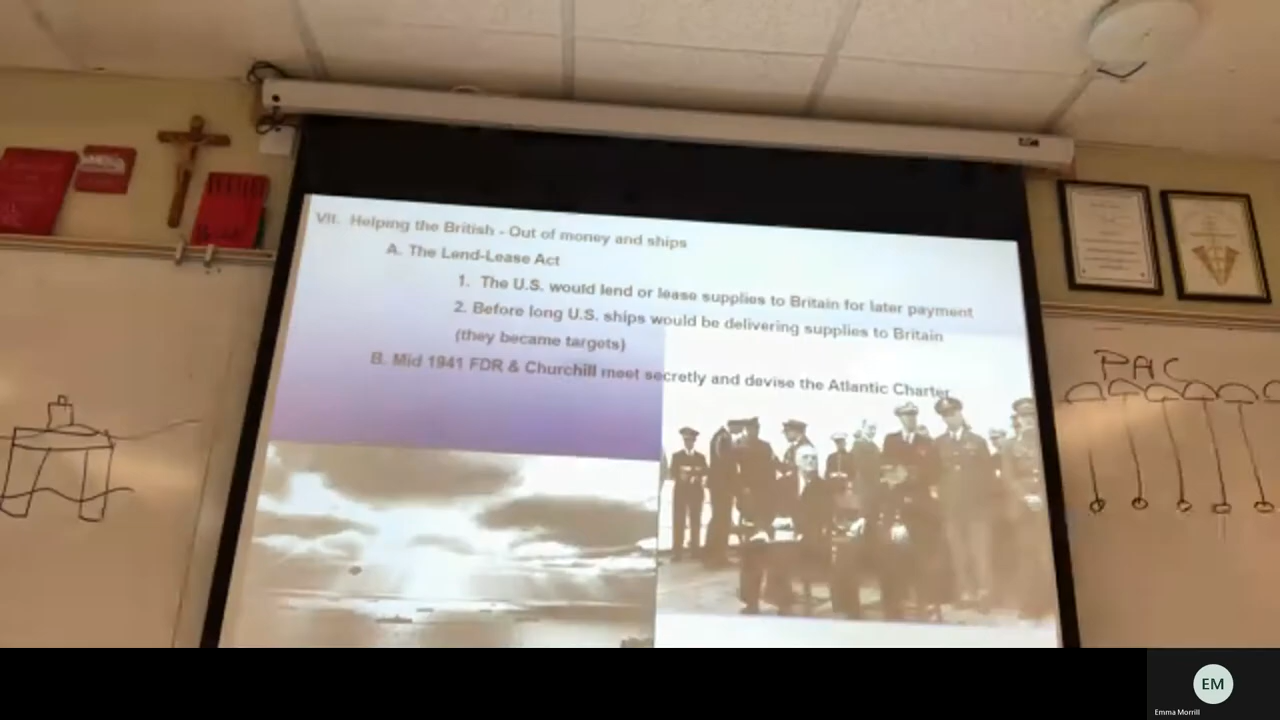 VII. Helping the British - Out of money and ships
A. The Lend-Lease Act
1. The U.S. would lend or lease supplies to Britain for later payment
2. Before long U.S. ships would be delivering supplies to Britain
(they became targets)
B. Mid 1941 FDR & Churchill meet secretly and devise the Atlantic Charter
PAC
EM
Emma Morrill